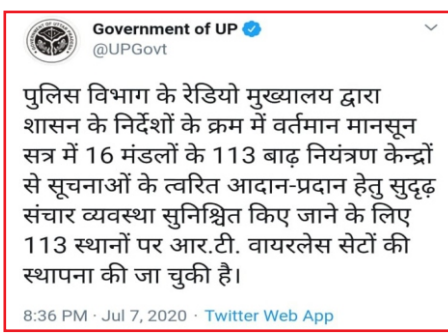 Government of UP
@UPGovt
पुलिस विभाग के रेडियो मुख्यालय द्वारा
शासन के निर्देशों के क्रम में वर्तमान मानसून
सत्र में 16 मंडलों के 113 बाढ़ नियंत्रण केन्द्रों
से सूचनाओं के त्वरित आदान-प्रदान हेतु सुदृढ़
संचार व्यवस्था सुनिश्चित किए जाने के लिए
113 स्थानों पर आर.टी. वायरलेस सेटों की
स्थापना की जा चुकी है।
8:36 PM · Jul 7, 2020 · Twitter Web App